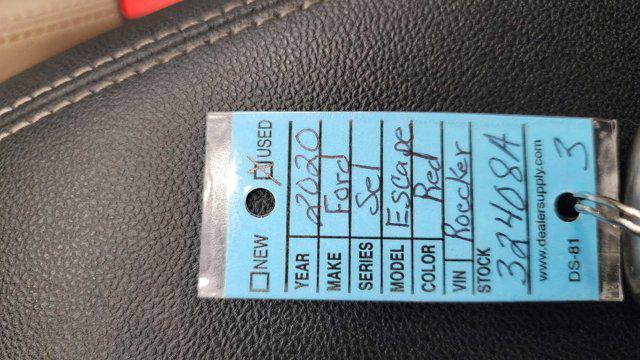 ☐ NEW ☒ USED
YEAR 2020
MAKE Ford
SERIES Sel
MODEL Escape
COLOR Red
VIN Roecker
STOCK 32408A
www.dealersupply.com
DS-81 3